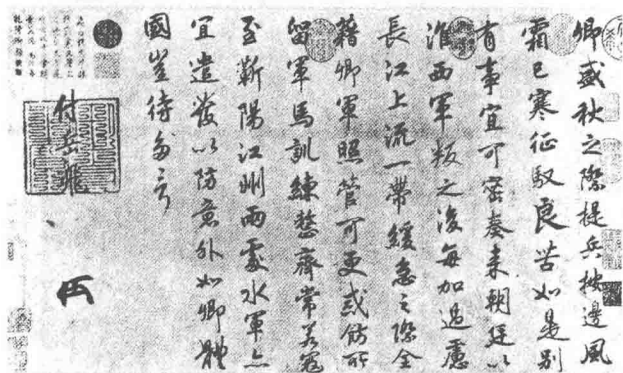 卿盛秋之際提兵按邊風
霜已寒征馭良苦如是別
有事宜可密奏來朝廷以
淮西軍叛之後每加過慮
長江上流一帶緩急之際全
藉卿軍照管可更戒飭所
留軍馬訓練整齊常若寇
至蘄陽江州兩處水軍亦
宜遣發以防意外如卿體
國豈待多言
付岳飛